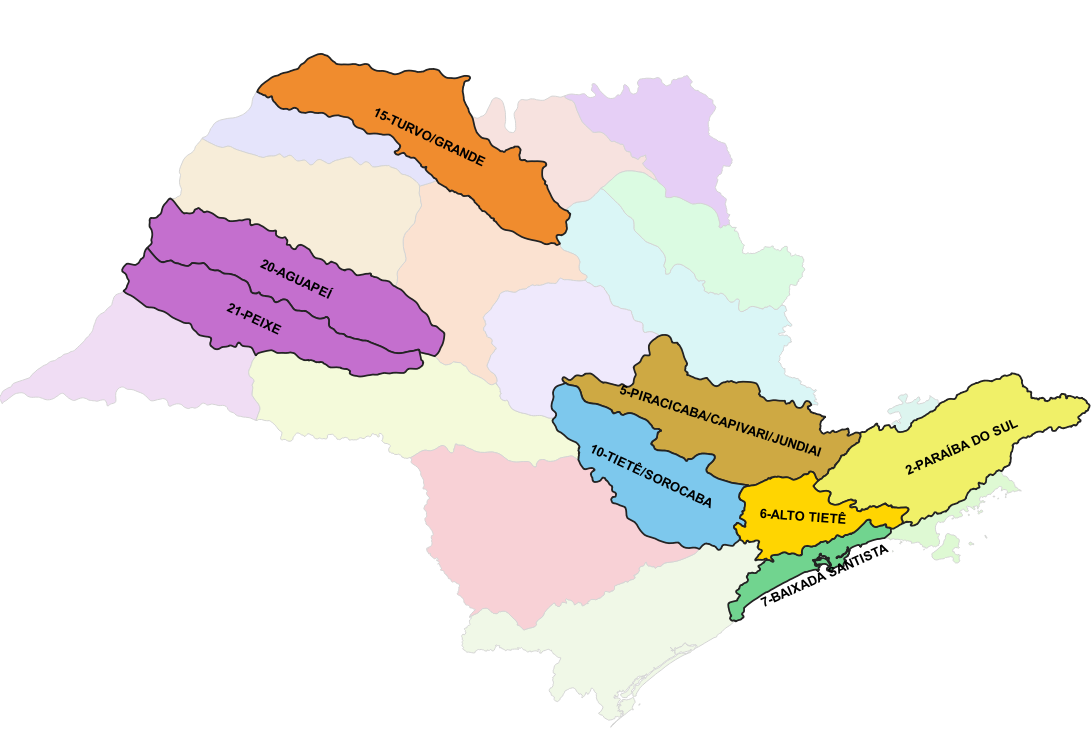 15-TURVO/GRANDE
20-AGUAPEÍ
21-PEIXE
5-PIRACICABA/CAPIVARI/JUNDIAI
2-PARAÍBA DO SUL
10-TIETÊ/SOROCABA
6-ALTO TIETÊ
7-BAIXADA SANTISTA